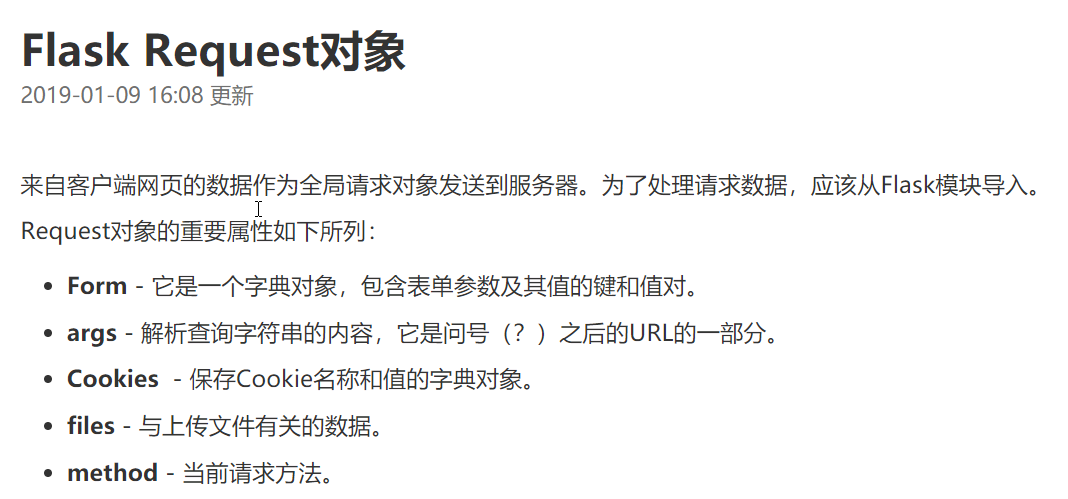 Flask Request对象
2019-01-09 16:08 更新
来自客户端网页的数据作为全局请求对象发送到服务器。为了处理请求数据，应该从Flask模块导入。
Request对象的重要属性如下所列：
• Form - 它是一个字典对象，包含表单参数及其值的键和值对。
• args - 解析查询字符串的内容，它是问号（？）之后的URL的一部分。
• Cookies  - 保存Cookie名称和值的字典对象。
• files - 与上传文件有关的数据。
• method - 当前请求方法。